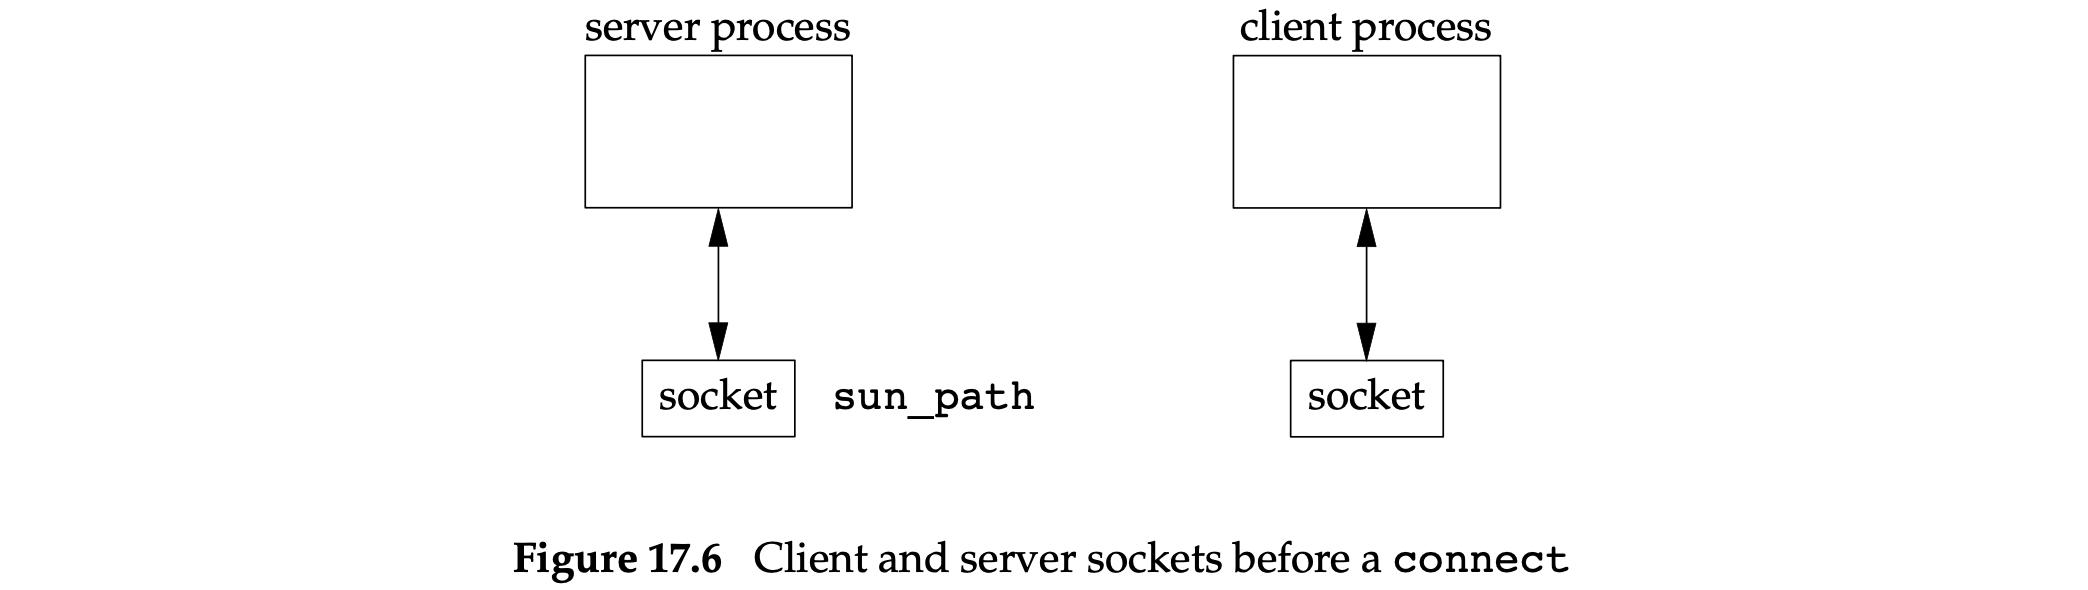 server process
client process
socket
sun_path
socket
Figure 17.6 Client and server sockets before a connect